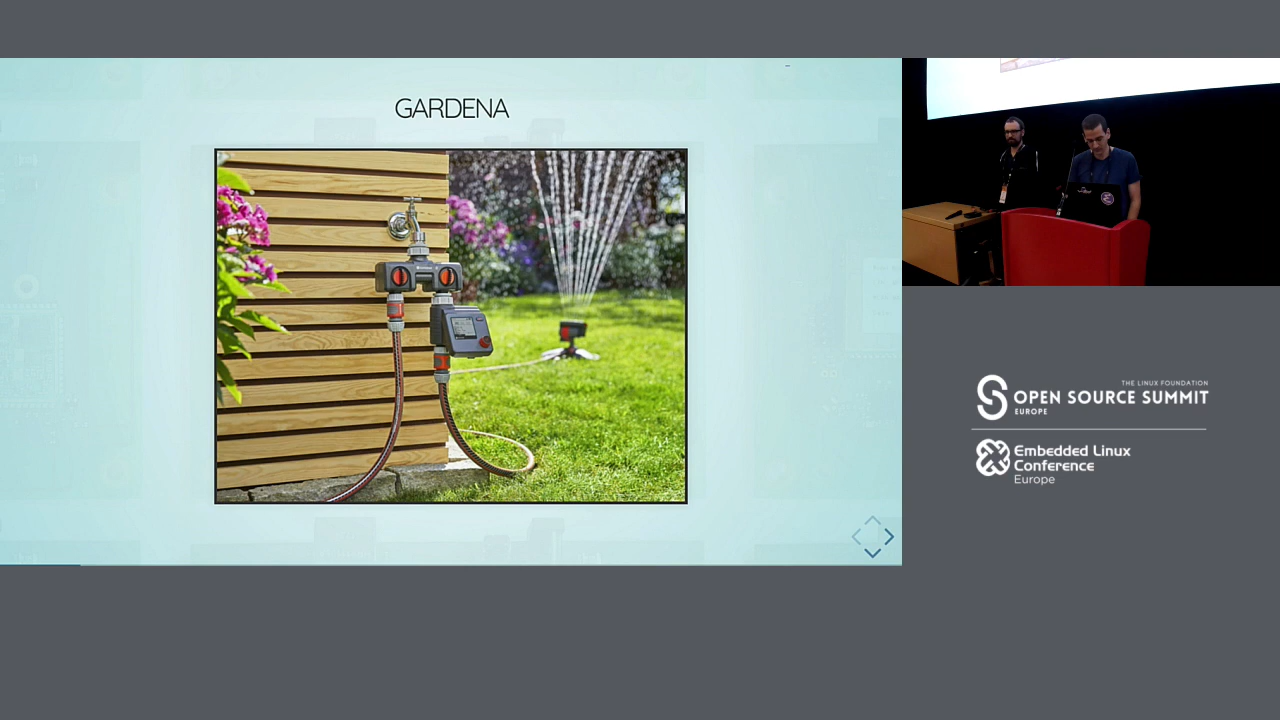 GARDENA
THE LINUX FOUNDATION
OPEN SOURCE SUMMIT
EUROPE
Embedded Linux
Conference
Europe